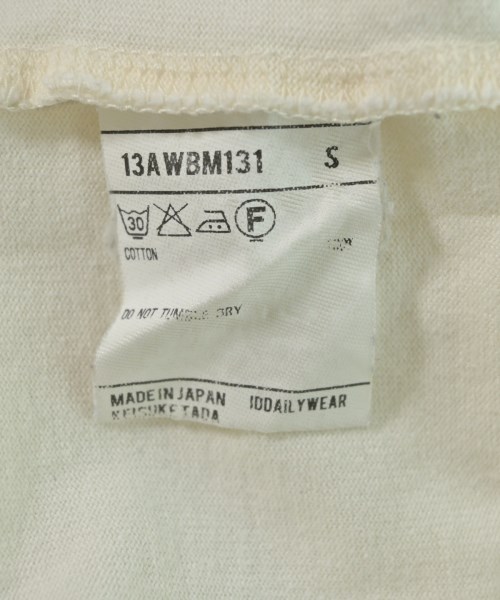 13AWBM131 S
30 F
COTTON
DO NOT TUMBLE DRY
MADE IN JAPAN IDDAILYWEAR
KEISUKE TADA